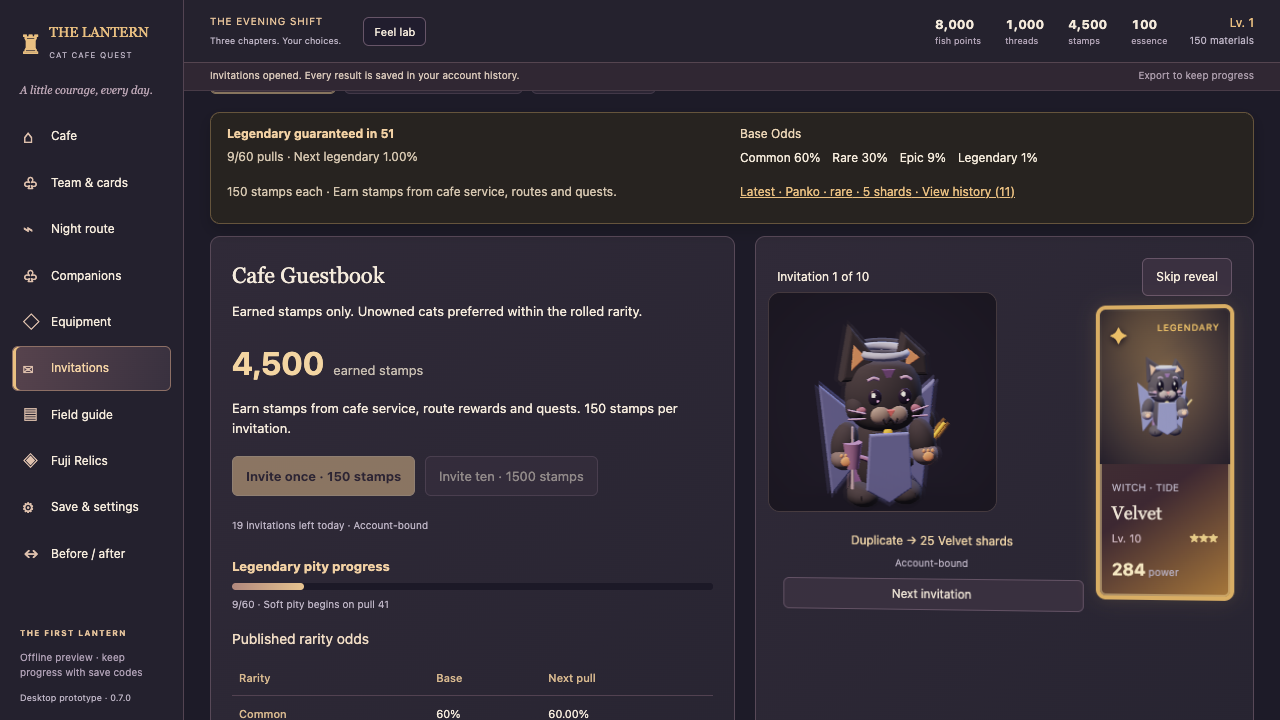 THE LANTERN
CAT CAFE QUEST
A little courage, every day.
Cafe
Team & cards
Night route
Companions
Equipment
Invitations
Field guide
Fuji Relics
Save & settings
Before / after
THE FIRST LANTERN
Offline preview · keep
progress with save codes
Desktop prototype · 0.7.0
THE EVENING SHIFT
Three chapters. Your choices.
Feel lab
8,000
fish points
1,000
threads
4,500
stamps
100
essence
Lv. 1
150 materials
Invitations opened. Every result is saved in your account history.
Export to keep progress
Legendary guaranteed in 51
9/60 pulls · Next legendary 1.00%
150 stamps each · Earn stamps from cafe service, routes and quests.
Base Odds
Common 60% Rare 30% Epic 9% Legendary 1%
Latest · Panko · rare · 5 shards · View history (11)
Cafe Guestbook
Earned stamps only. Unowned cats preferred within the rolled rarity.
4,500 earned stamps
Earn stamps from cafe service, route rewards and quests. 150 stamps per
invitation.
Invite once · 150 stamps
Invite ten · 1500 stamps
19 invitations left today · Account-bound
Legendary pity progress
9/60 · Soft pity begins on pull 41
Published rarity odds
Rarity Base Next pull
Common 60% 60.00%
Invitation 1 of 10
Skip reveal
Duplicate → 25 Velvet shards
Account-bound
Next invitation
LEGENDARY
WITCH · TIDE
Velvet
Lv. 10
284 power